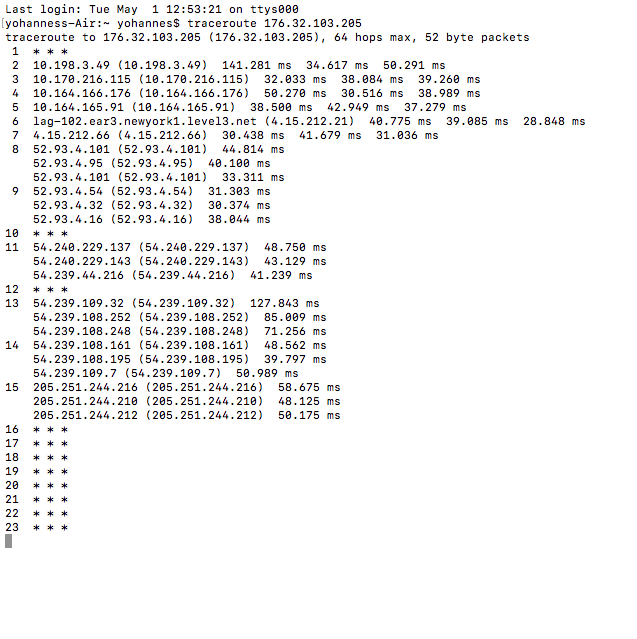 Last login: Tue May  1 12:53:21 on ttys000
[yohanness-Air:~ yohannes$ traceroute 176.32.103.205
traceroute to 176.32.103.205 (176.32.103.205), 64 hops max, 52 byte packets
 1  * * *
 2  10.198.3.49 (10.198.3.49)  141.281 ms  34.617 ms  50.291 ms
 3  10.170.216.115 (10.170.216.115)  32.033 ms  38.084 ms  39.260 ms
 4  10.164.166.176 (10.164.166.176)  50.270 ms  30.516 ms  38.989 ms
 5  10.164.165.91 (10.164.165.91)  38.500 ms  42.949 ms  37.279 ms
 6  lag-102.ear3.newyork1.level3.net (4.15.212.21)  40.775 ms  39.085 ms  28.848 ms
 7  4.15.212.66 (4.15.212.66)  30.438 ms  41.679 ms  31.036 ms
 8  52.93.4.101 (52.93.4.101)  44.814 ms
    52.93.4.95 (52.93.4.95)  40.100 ms
    52.93.4.101 (52.93.4.101)  33.311 ms
 9  52.93.4.54 (52.93.4.54)  31.303 ms
    52.93.4.32 (52.93.4.32)  30.374 ms
    52.93.4.16 (52.93.4.16)  38.044 ms
10  * * *
11  54.240.229.137 (54.240.229.137)  48.750 ms
    54.240.229.143 (54.240.229.143)  43.129 ms
    54.239.44.216 (54.239.44.216)  41.239 ms
12  * * *
13  54.239.109.32 (54.239.109.32)  127.843 ms
    54.239.108.252 (54.239.108.252)  85.009 ms
    54.239.108.248 (54.239.108.248)  71.256 ms
14  54.239.108.161 (54.239.108.161)  48.562 ms
    54.239.108.195 (54.239.108.195)  39.797 ms
    54.239.109.7 (54.239.109.7)  50.989 ms
15  205.251.244.216 (205.251.244.216)  58.675 ms
    205.251.244.210 (205.251.244.210)  48.125 ms
    205.251.244.212 (205.251.244.212)  50.175 ms
16  * * *
17  * * *
18  * * *
19  * * *
20  * * *
21  * * *
22  * * *
23  * * *